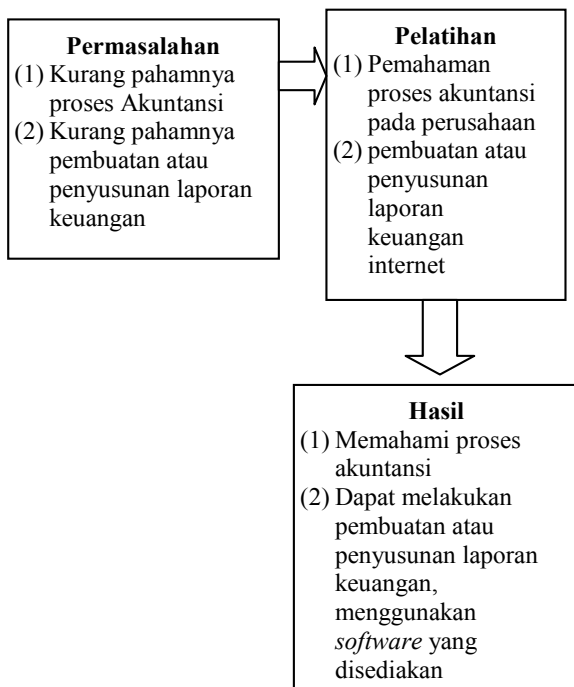 Permasalahan
(1) Kurang pahamnya
proses Akuntansi
(2) Kurang pahamnya
pembuatan atau
penyusunan laporan
keuangan
Pelatihan
(1) Pemahaman
proses akuntansi
pada perusahaan
(2) pembuatan atau
penyusunan
laporan
keuangan
internet
Hasil
(1) Memahami proses
akuntansi
(2) Dapat melakukan
pembuatan atau
penyusunan laporan
keuangan,
menggunakan
software yang
disediakan